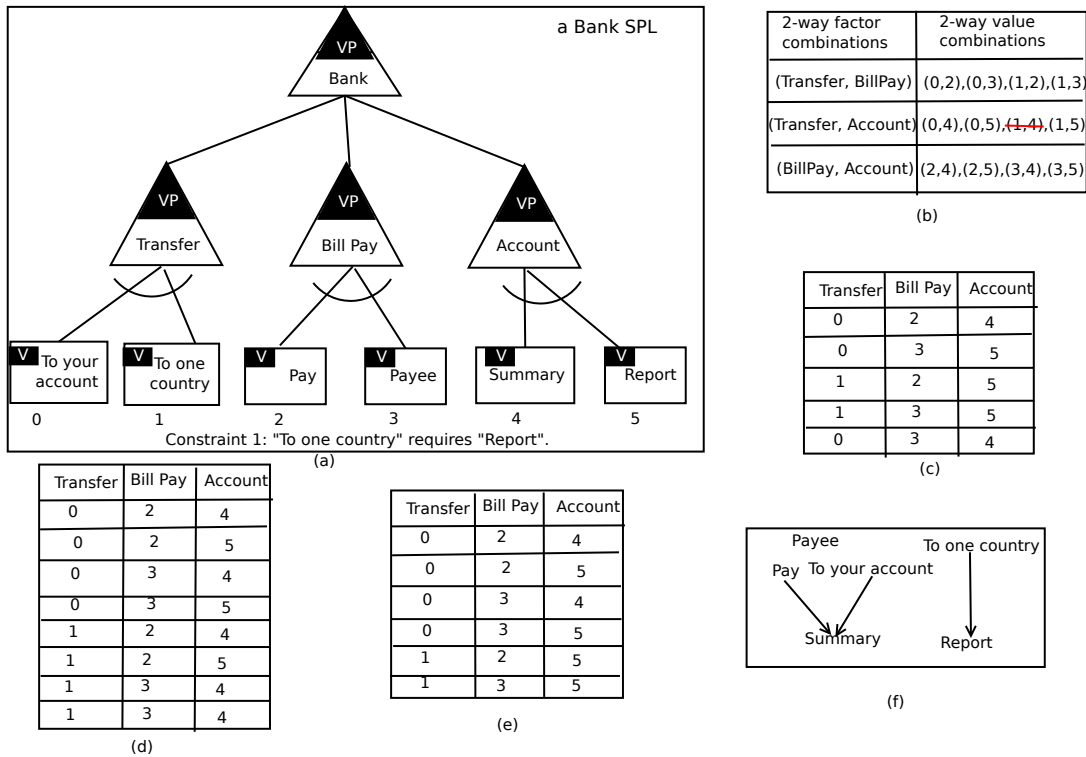 a Bank SPL
VP
Bank
VP
Transfer
VP
Bill Pay
VP
Account
V To your
account
V To one
country
V
Pay
V
Payee
V
Summary
V
Report
0 1 2 3 4 5
Constraint 1: "To one country" requires "Report".
(a)
2-way factor
combinations
2-way value
combinations
(Transfer, BillPay) (0,2),(0,3),(1,2),(1,3)
(Transfer, Account) (0,4),(0,5),(1,4),(1,5)
(BillPay, Account) (2,4),(2,5),(3,4),(3,5)
(b)
Transfer Bill Pay Account
0 2 4
0 3 5
1 2 5
1 3 5
0 3 4
(c)
Transfer Bill Pay Account
0 2 4
0 2 5
0 3 4
0 3 5
1 2 4
1 2 5
1 3 4
1 3 4
(d)
Transfer Bill Pay Account
0 2 4
0 2 5
0 3 4
0 3 5
1 2 5
1 3 5
(e)
Payee
To one country
Pay To your account
Summary
Report
(f)